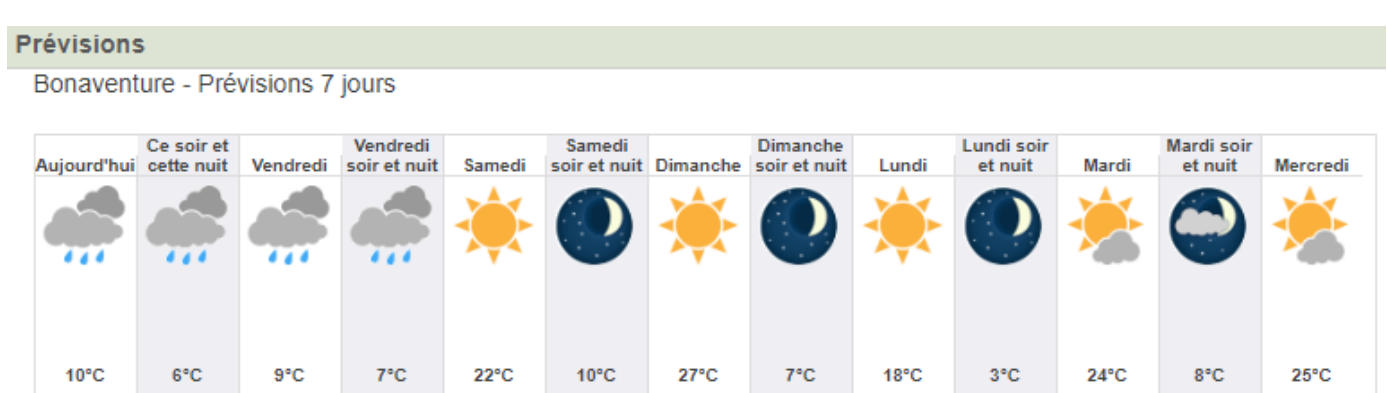 Prévisions
Bonaventure - Prévisions 7 jours
Aujourd'hui
Ce soir et
cette nuit
Vendredi
Vendredi
soir et nuit
Samedi
Samedi
soir et nuit
Dimanche
Dimanche
soir et nuit
Lundi
Lundi soir
et nuit
Mardi
Mardi soir
et nuit
Mercredi
10°C 6°C 9°C 7°C 22°C 10°C 27°C 7°C 18°C 3°C 24°C 8°C 25°C